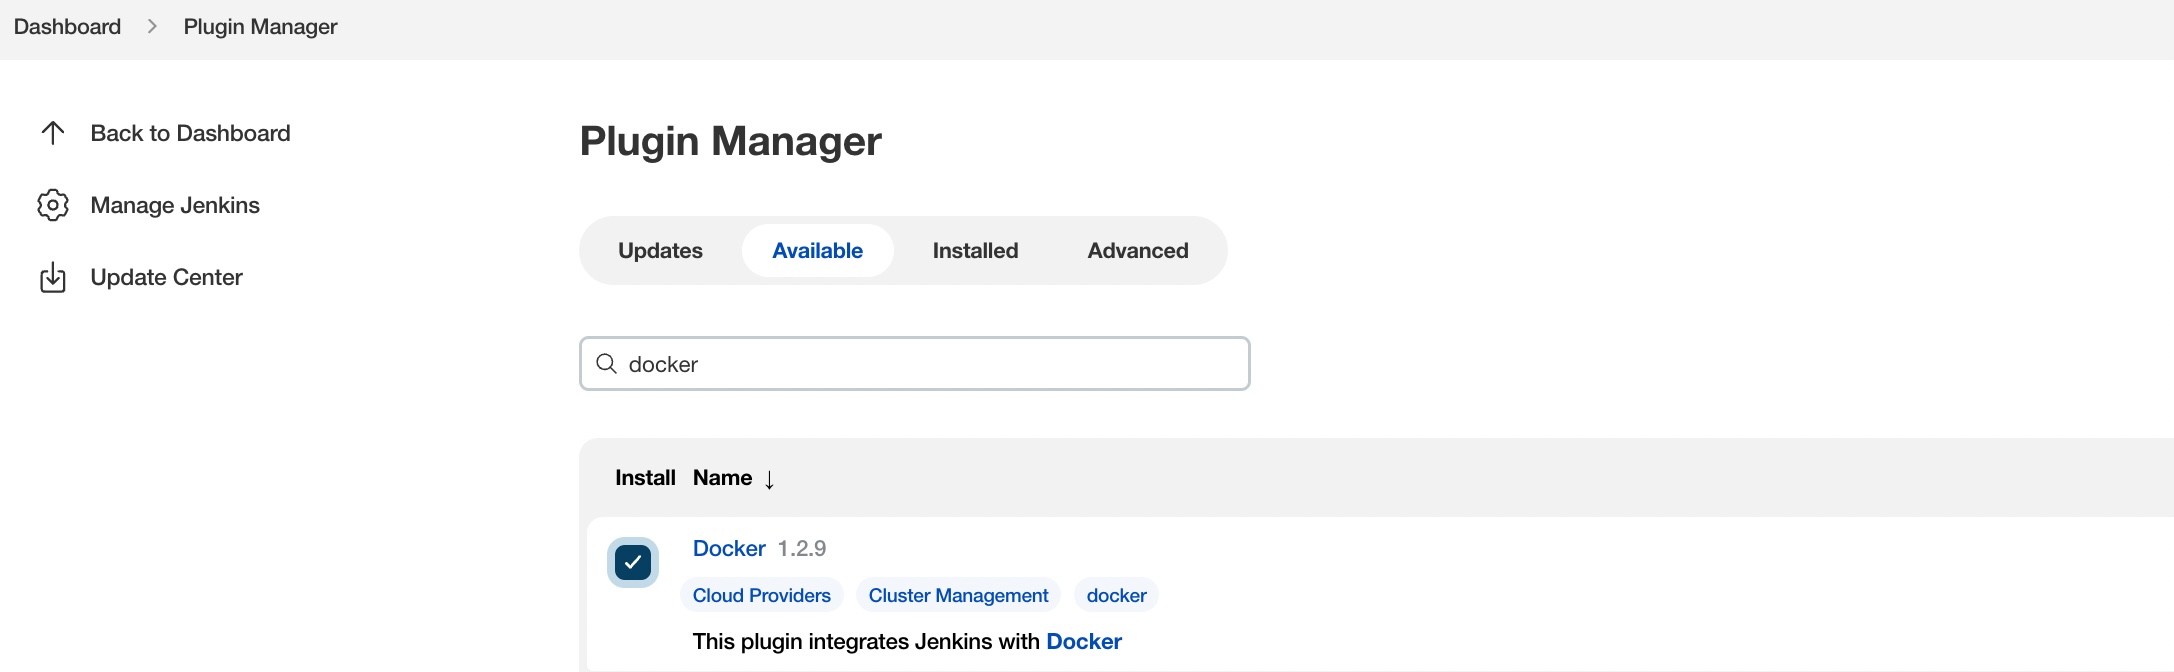 Dashboard > Plugin Manager
Back to Dashboard
Manage Jenkins
Update Center
Plugin Manager
Updates Available Installed Advanced
docker
Install Name ↓
Docker 1.2.9
Cloud Providers Cluster Management docker
This plugin integrates Jenkins with Docker